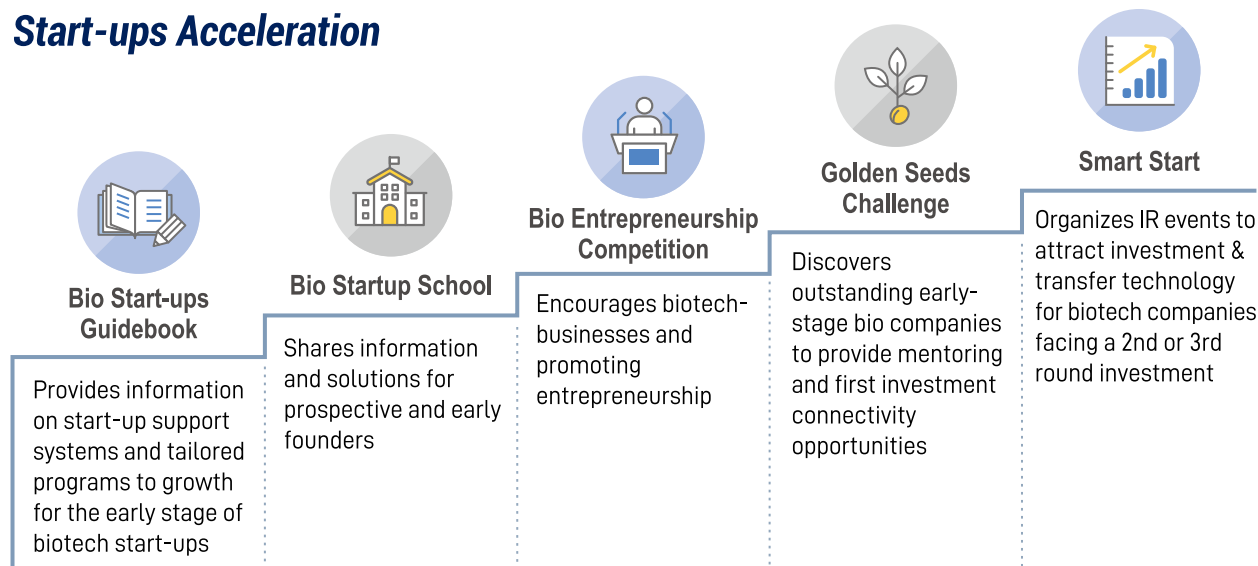 Start-ups Acceleration
Bio Start-ups
Guidebook
Provides information
on start-up support
systems and tailored
programs to growth
for the early stage of
biotech start-ups
Bio Startup School
Shares information
and solutions for
prospective and early
founders
Bio Entrepreneurship
Competition
Encourages biotech-
businesses and
promoting
entrepreneurship
Golden Seeds
Challenge
Discovers
outstanding early-
stage bio companies
to provide mentoring
and first investment
connectivity
opportunities
Smart Start
Organizes IR events to
attract investment &
transfer technology
for biotech companies
facing a 2nd or 3rd
round investment